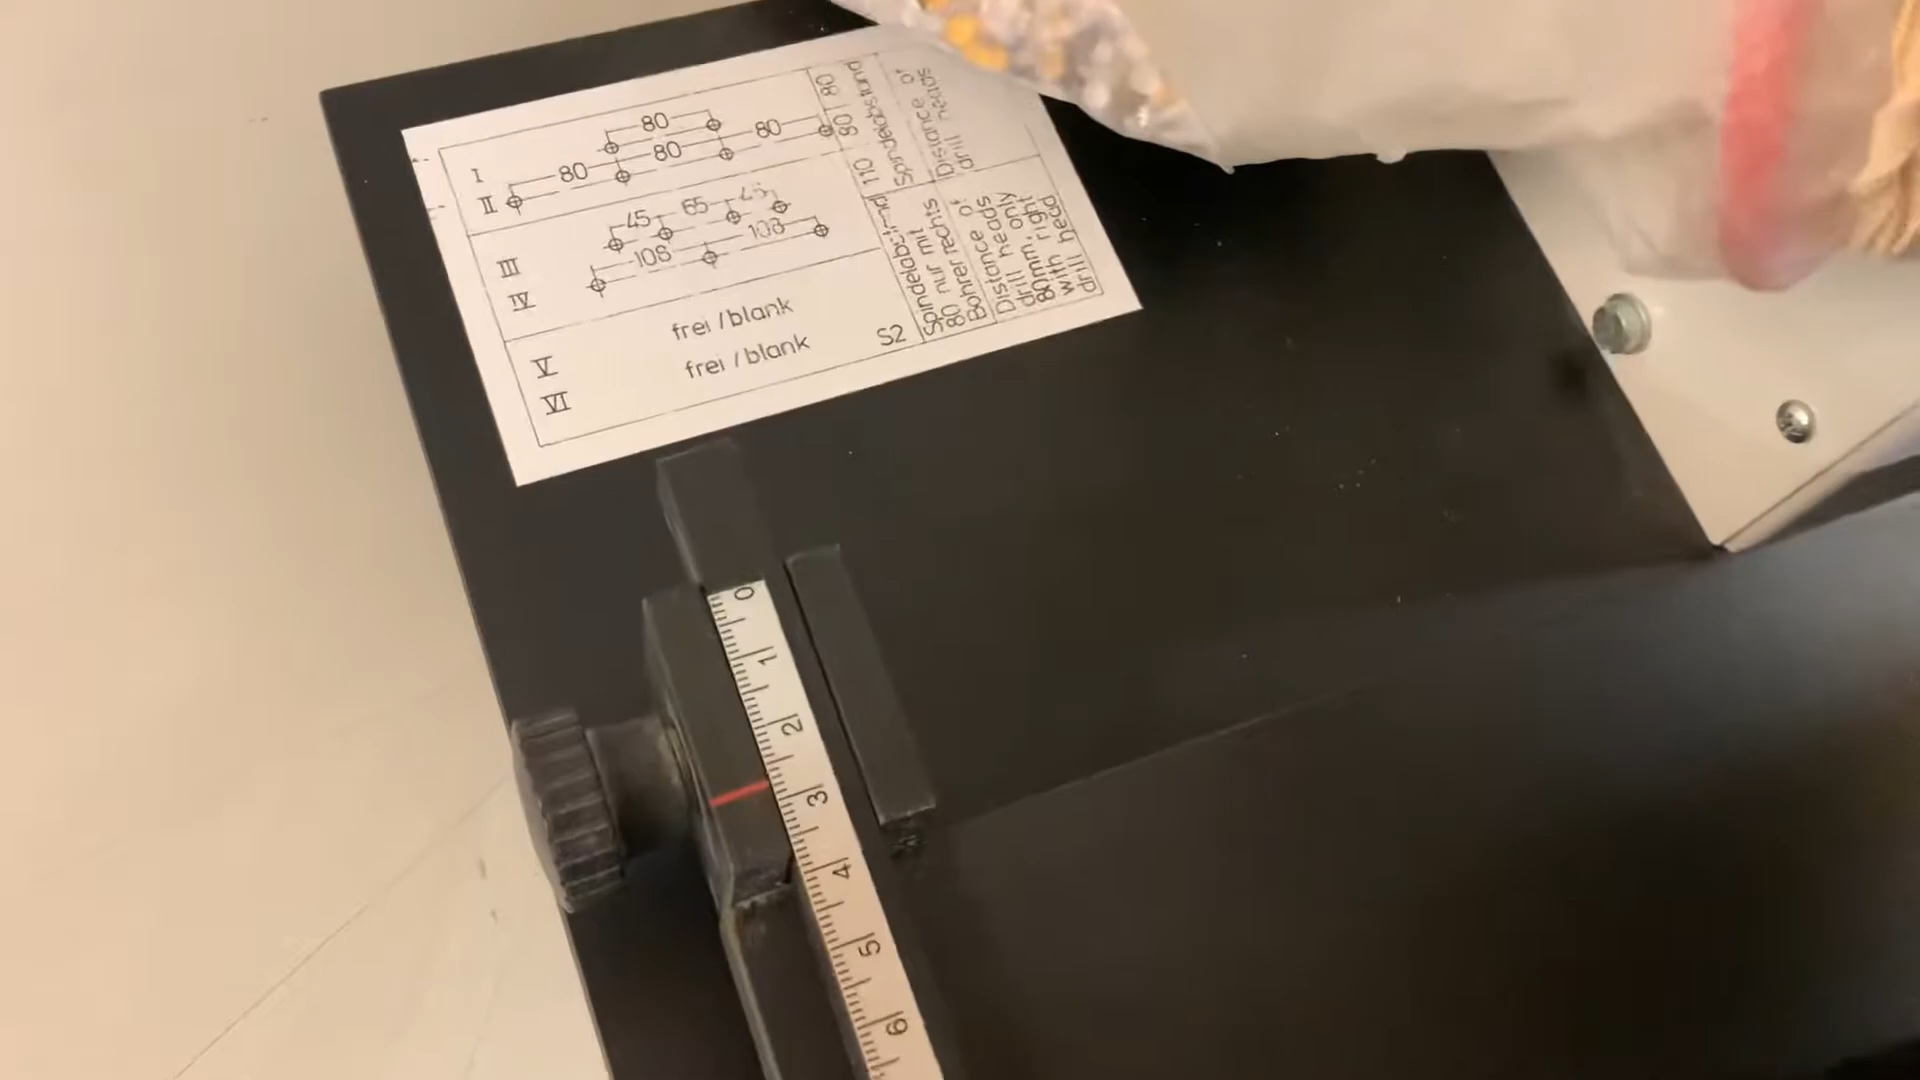 I
II
80
80
80
80
III
IV
45
65
45
108
108
V
frei / blank
VI
frei / blank
S2
110
80 | 80
Spindelabstand
Distance of
drill heads
Spindelabstand
80 nur mit
Bohrer rechts
Distance of
drill heads
80mm, only
with right
drill head
0
1
2
3
4
5
6